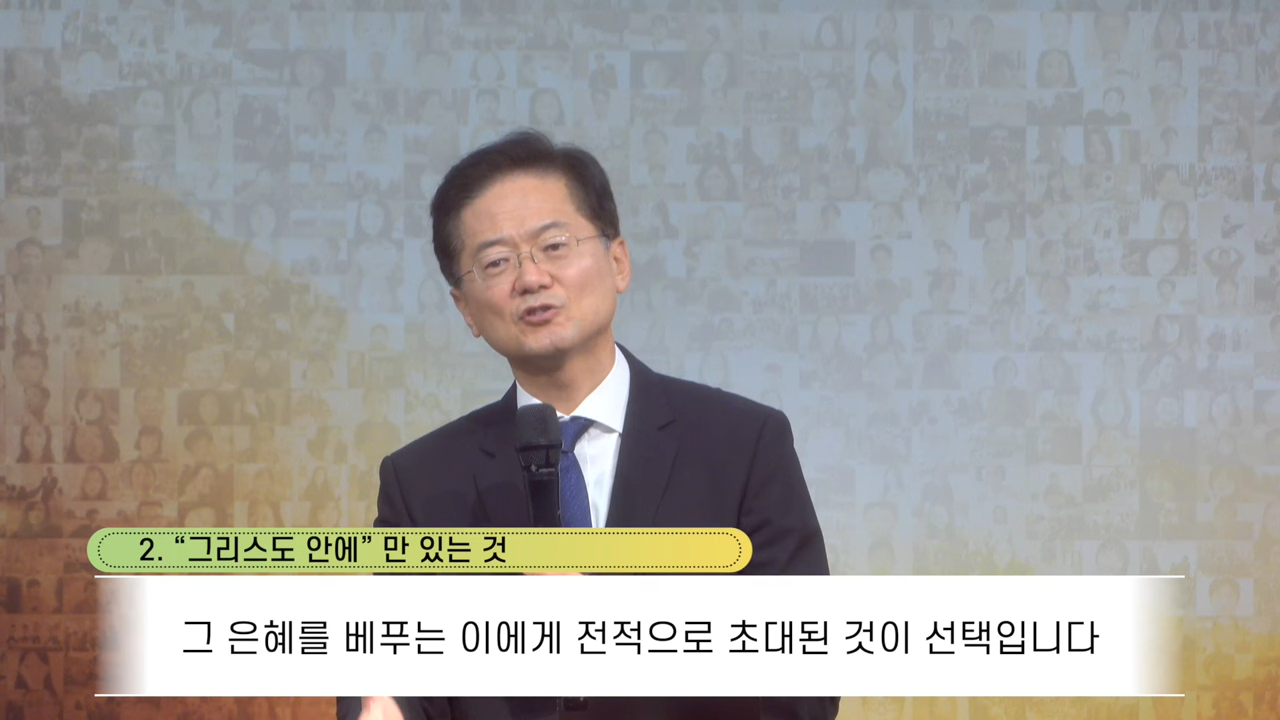 2. “그리스도 안에” 만 있는 것
그 은혜를 베푸는 이에게 전적으로 초대된 것이 선택입니다